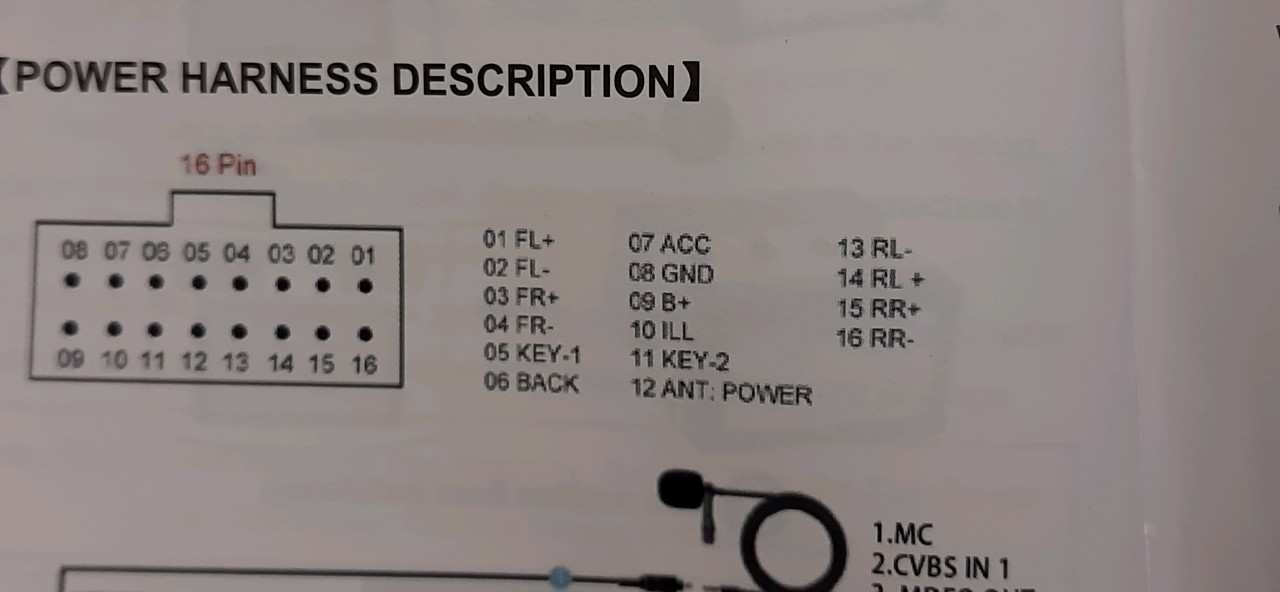 【POWER HARNESS DESCRIPTION】
16 Pin
08 07 06 05 04 03 02 01
09 10 11 12 13 14 15 16
01 FL+
02 FL-
03 FR+
04 FR-
05 KEY-1
06 BACK
07 ACC
08 GND
09 B+
10 ILL
11 KEY-2
12 ANT: POWER
13 RL-
14 RL +
15 RR+
16 RR-
1.MC
2.CVBS IN 1